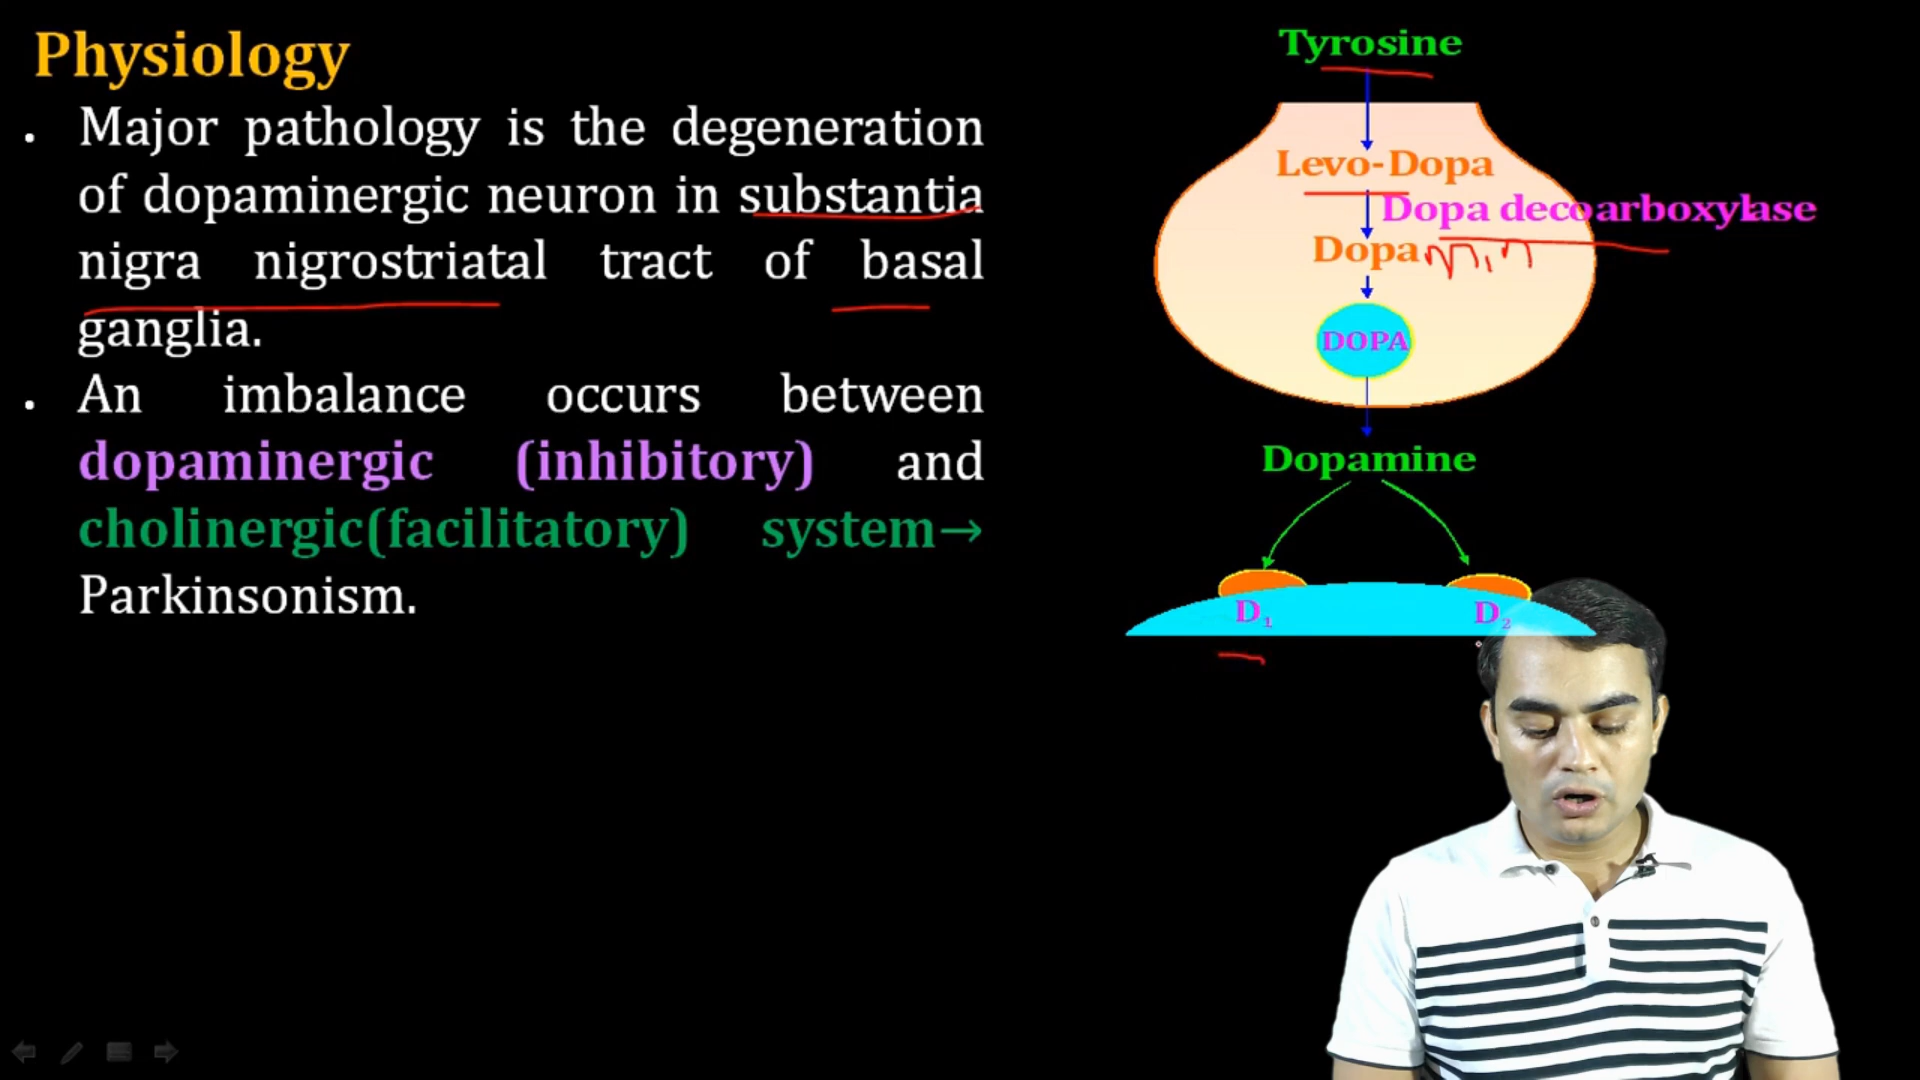 Physiology
• Major pathology is the degeneration
of dopaminergic neuron in substantia
nigra nigrostriatal tract of basal
ganglia.
• An imbalance occurs between
dopaminergic (inhibitory) and
cholinergic(facilitatory) system→
Parkinsonism.
Tyrosine
Levo-Dopa
Dopa decoarboxylase
Dopa
DOPA
Dopamine
D₁ D₂